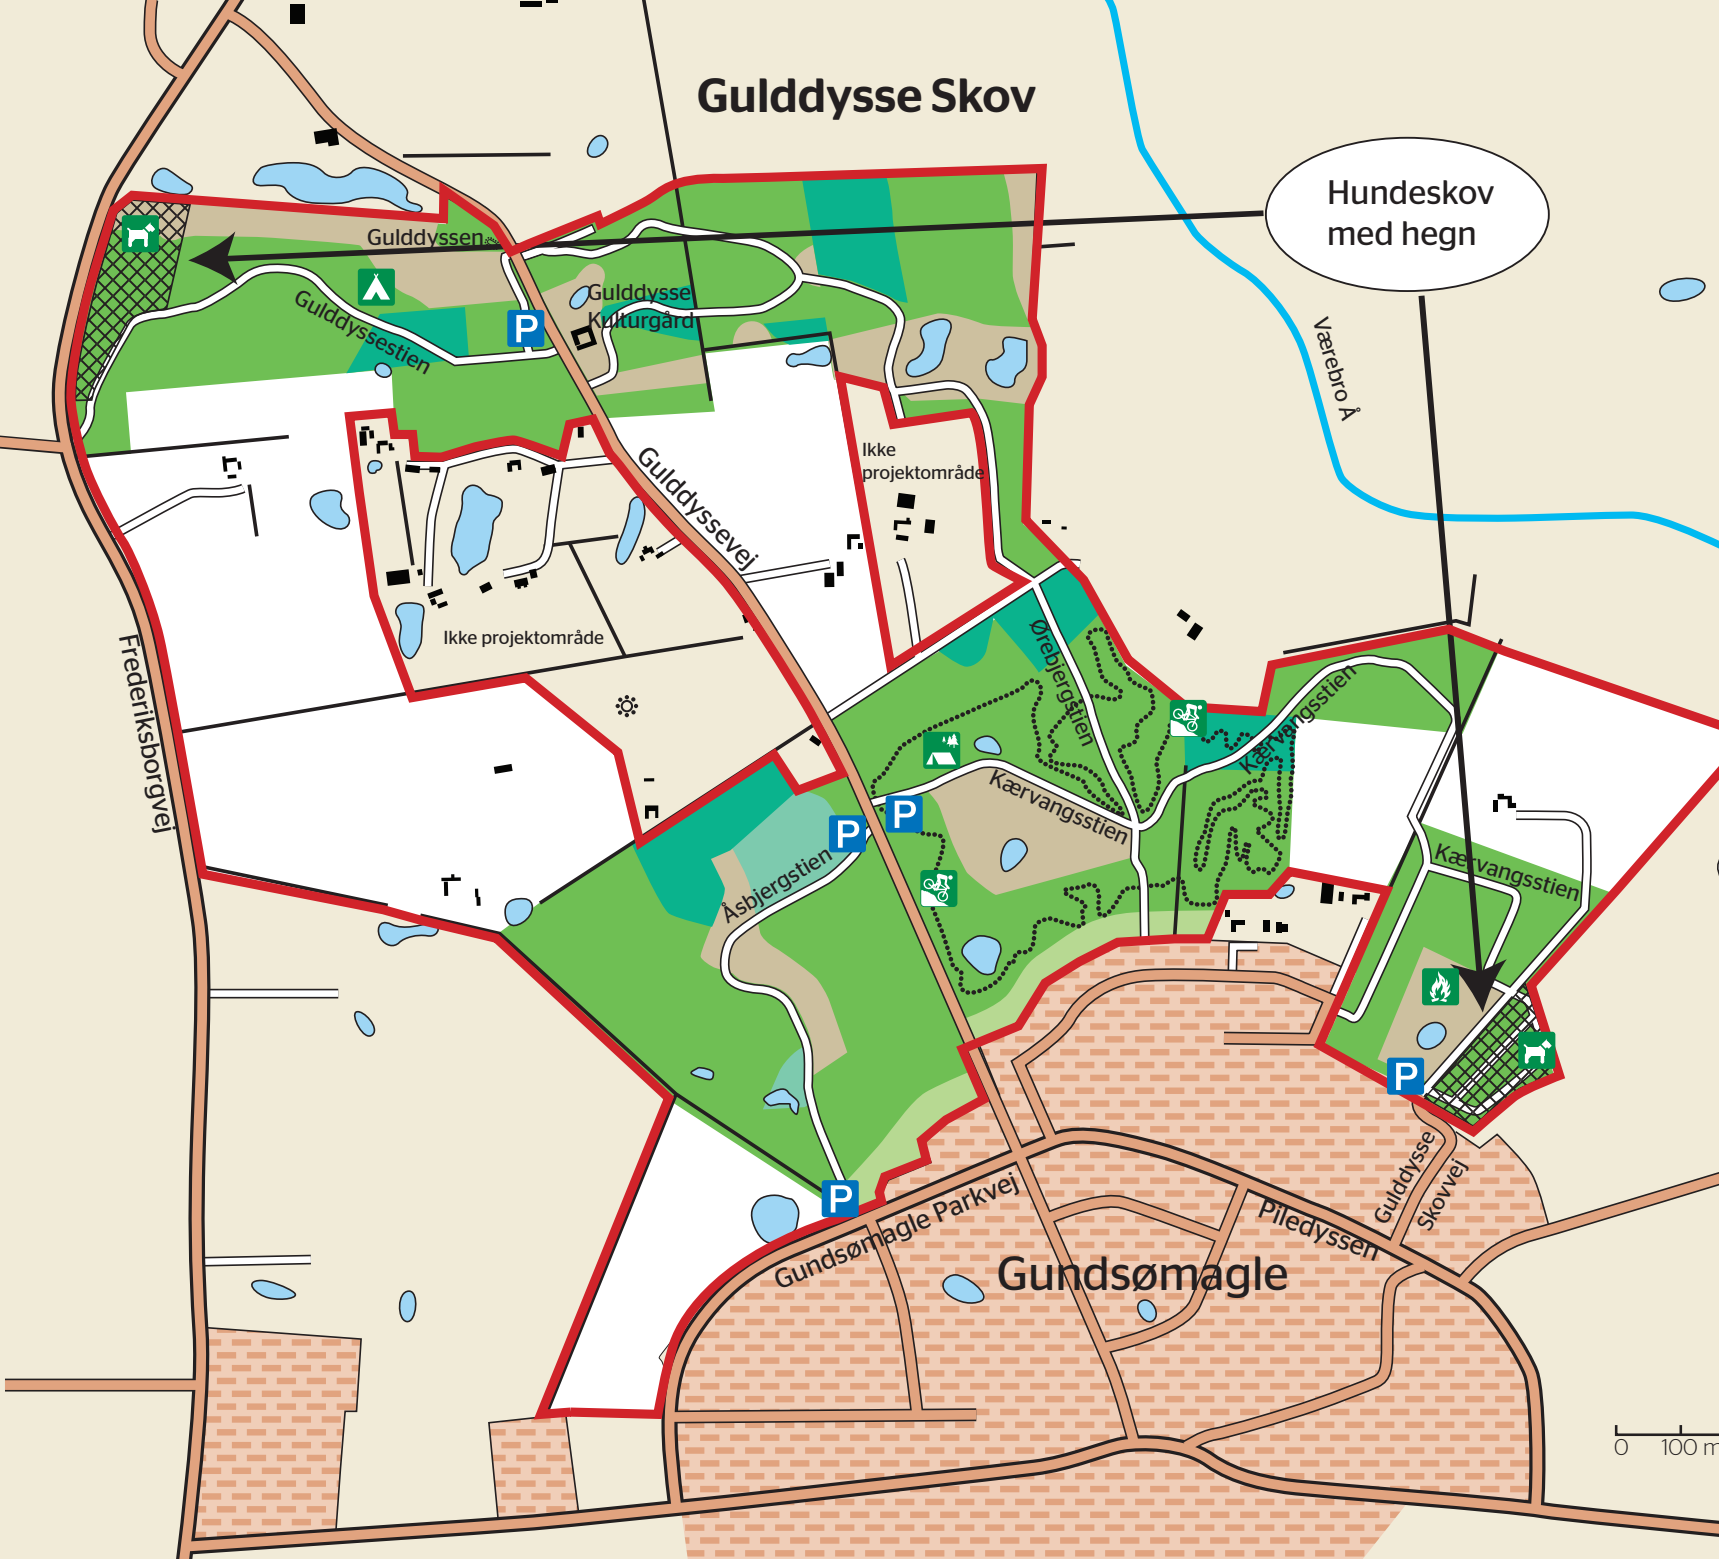 Gulddysse Skov
Hundeskov
med hegn
Gulddyssen
Gulddyssestien
Gulddysse
Kulturgård
P
Værebro Å
Gulddyssevej
Ikke
projektområde
Ikke projektområde
Frederiksborgvej
Ørebjergstien
Kærvangsstien
Kærvangsstien
Kærvangsstien
P
P
Åsbjergstien
P
P
Gulddysse
Skovvej
Gundsømagle Parkvej
Piledyssen
Gundsømagle
0 100 m